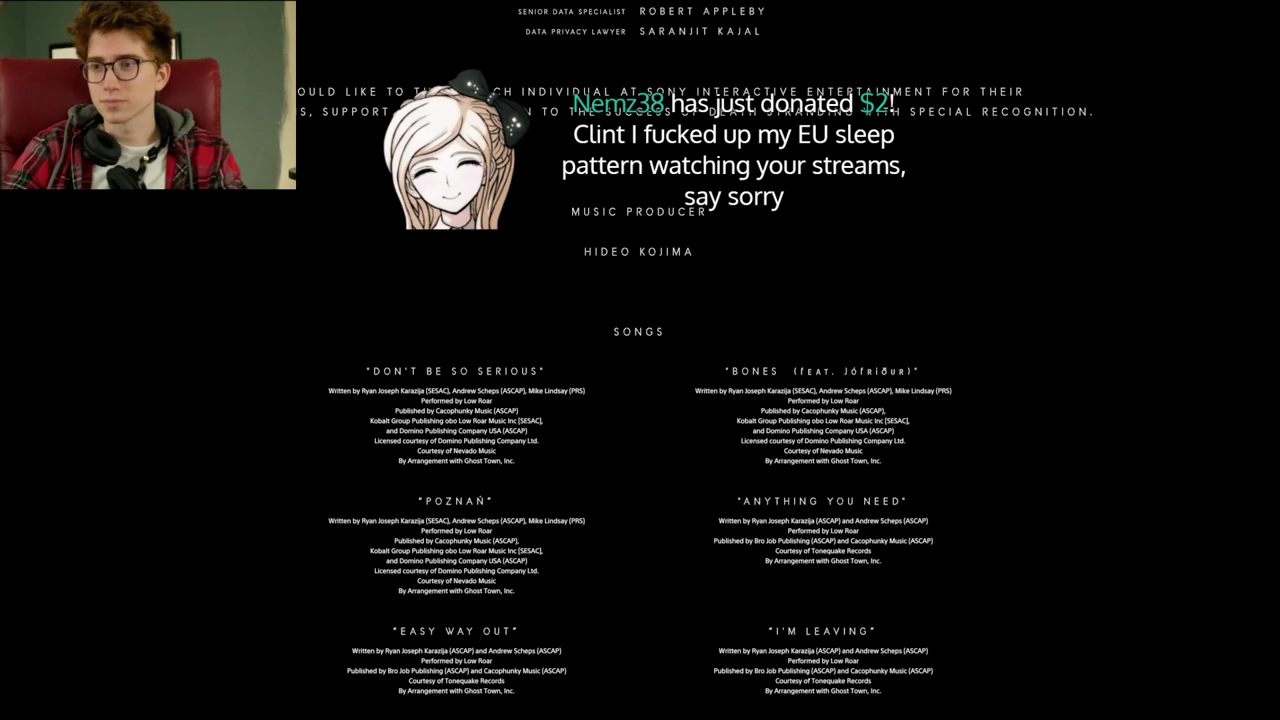 SENIOR DATA SPECIALIST ROBERT APPLEBY
DATA PRIVACY LAWYER SARANJIT KAJAL
OULD LIKE TO CH INDIVIDUAL AT SONY INTERACTIVE ENTERTAINMENT FOR THEIR
S, SUPPORT N TO THE SUCCESS OF DEATH STRANDING WITH SPECIAL RECOGNITION.
Nemz38 has just donated $2!
Clint I fucked up my EU sleep
pattern watching your streams,
say sorry
MUSIC PRODUCER
HIDEO KOJIMA
SONGS
"DON'T BE SO SERIOUS"
Written by Ryan Joseph Karazija (SESAC), Andrew Scheps (ASCAP), Mike Lindsay (PRS)
Performed by Low Roar
Published by Cacophunky Music (ASCAP)
Kobalt Group Publishing obo Low Roar Music Inc [SESAC],
and Domino Publishing Company USA (ASCAP)
Licensed courtesy of Domino Publishing Company Ltd.
Courtesy of Nevado Music
By Arrangement with Ghost Town, Inc.
"BONES (feat. Jófríður)"
Written by Ryan Joseph Karazija (SESAC), Andrew Scheps (ASCAP), Mike Lindsay (PRS)
Performed by Low Roar
Published by Cacophunky Music (ASCAP),
Kobalt Group Publishing obo Low Roar Music Inc [SESAC],
and Domino Publishing Company USA (ASCAP)
Licensed courtesy of Domino Publishing Company Ltd.
Courtesy of Nevado Music
By Arrangement with Ghost Town, Inc.
"POZNAŃ"
Written by Ryan Joseph Karazija (SESAC), Andrew Scheps (ASCAP), Mike Lindsay (PRS)
Performed by Low Roar
Published by Cacophunky Music (ASCAP),
Kobalt Group Publishing obo Low Roar Music Inc [SESAC],
and Domino Publishing Company USA (ASCAP)
Licensed courtesy of Domino Publishing Company Ltd.
Courtesy of Nevado Music
By Arrangement with Ghost Town, Inc.
"ANYTHING YOU NEED"
Written by Ryan Joseph Karazija (ASCAP) and Andrew Scheps (ASCAP)
Performed by Low Roar
Published by Bro Job Publishing (ASCAP) and Cacophunky Music (ASCAP)
Courtesy of Tonequake Records
By Arrangement with Ghost Town, Inc.
"EASY WAY OUT"
Written by Ryan Joseph Karazija (ASCAP) and Andrew Scheps (ASCAP)
Performed by Low Roar
Published by Bro Job Publishing (ASCAP) and Cacophunky Music (ASCAP)
Courtesy of Tonequake Records
By Arrangement with Ghost Town, Inc.
"I'M LEAVING"
Written by Ryan Joseph Karazija (ASCAP) and Andrew Scheps (ASCAP)
Performed by Low Roar
Published by Bro Job Publishing (ASCAP) and Cacophunky Music (ASCAP)
Courtesy of Tonequake Records
By Arrangement with Ghost Town, Inc.